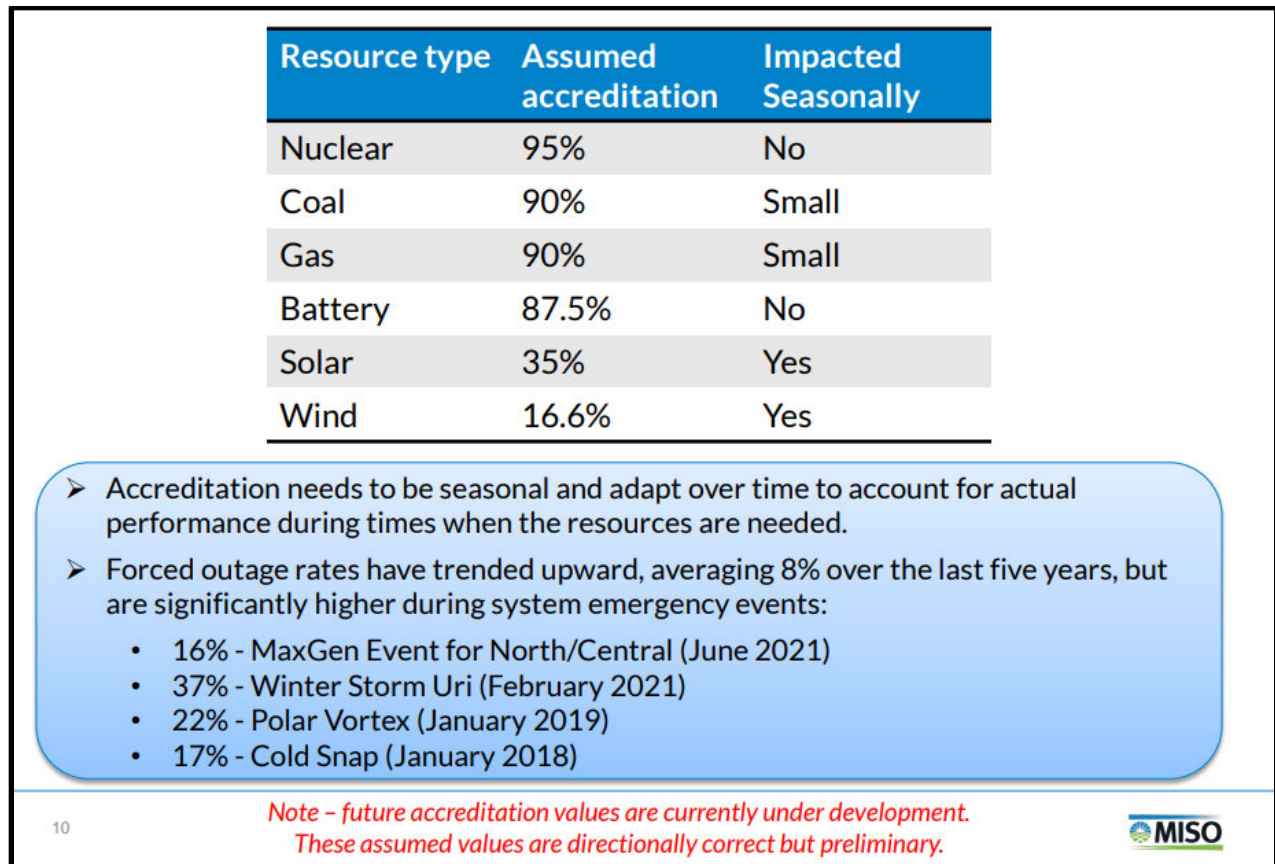 Resource type Assumed accreditation Impacted Seasonally
Nuclear 95% No
Coal 90% Small
Gas 90% Small
Battery 87.5% No
Solar 35% Yes
Wind 16.6% Yes
➢ Accreditation needs to be seasonal and adapt over time to account for actual
performance during times when the resources are needed.
➢ Forced outage rates have trended upward, averaging 8% over the last five years, but
are significantly higher during system emergency events:
• 16% - MaxGen Event for North/Central (June 2021)
• 37% - Winter Storm Uri (February 2021)
• 22% - Polar Vortex (January 2019)
• 17% - Cold Snap (January 2018)
10
Note – future accreditation values are currently under development.
These assumed values are directionally correct but preliminary.
MISO